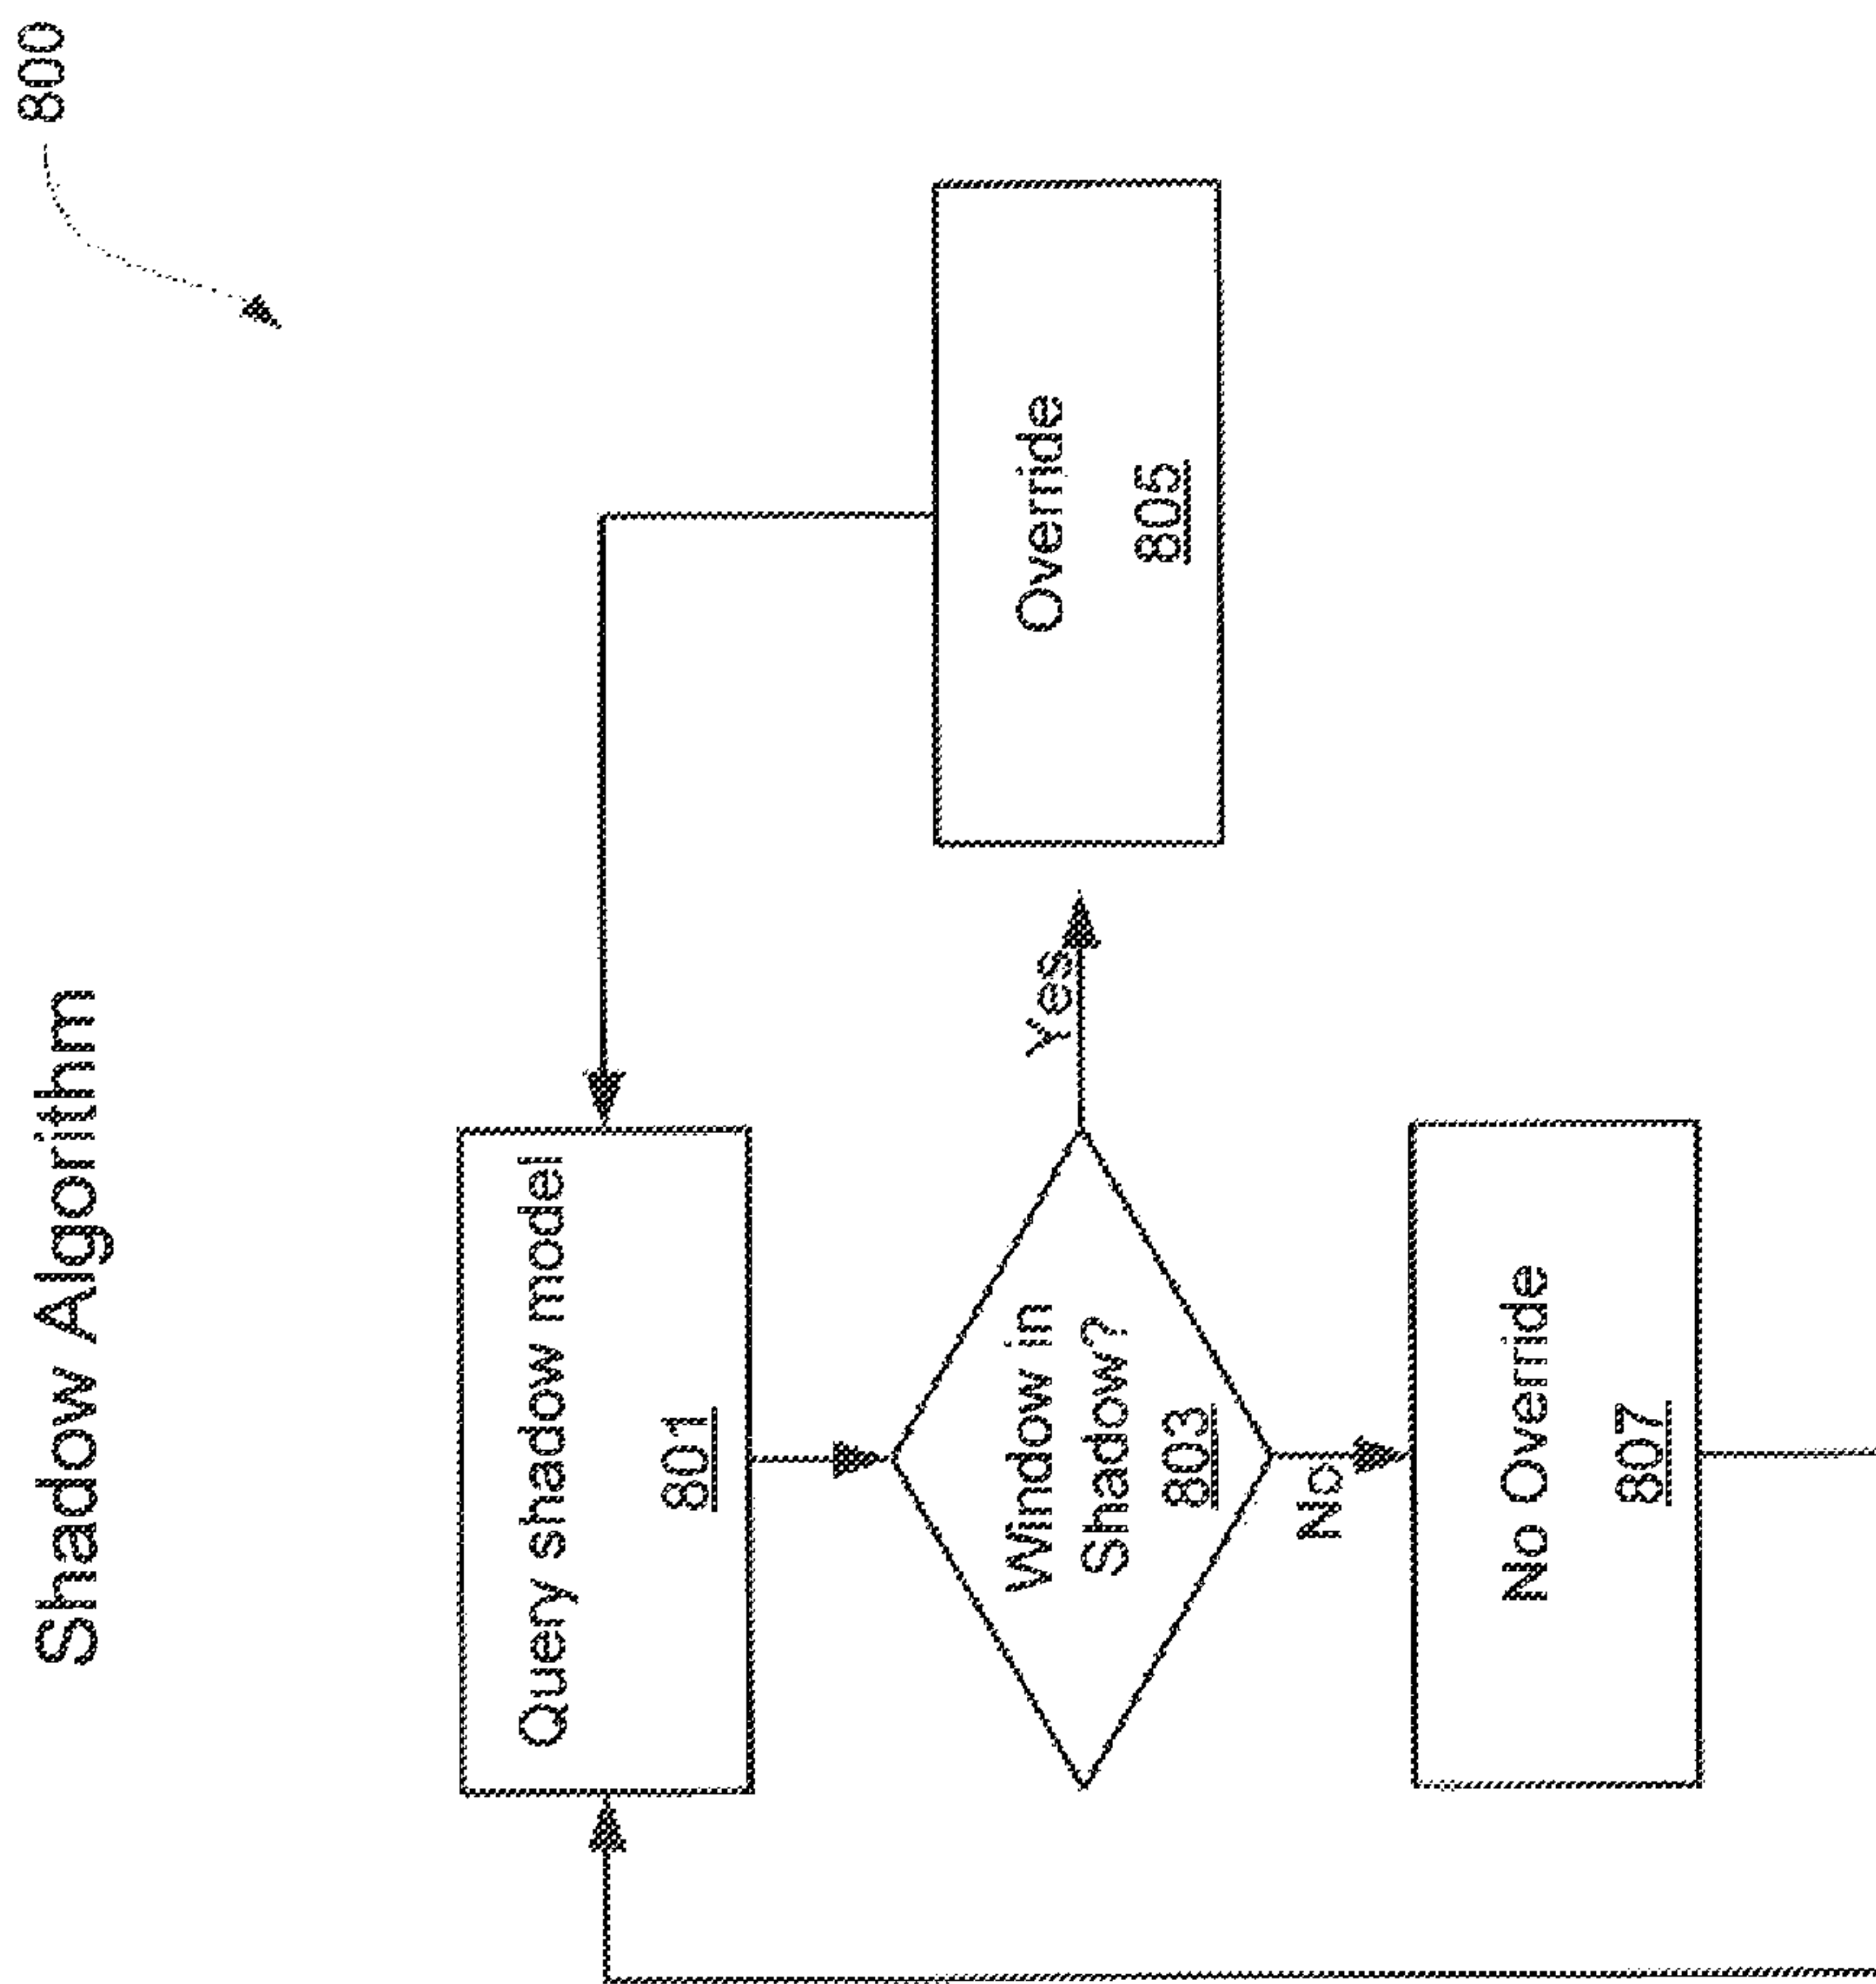 Shadow Algorithm
800
Query shadow model
801
Window in
Shadow?
803
Yes
Override
805
No
No Override
807